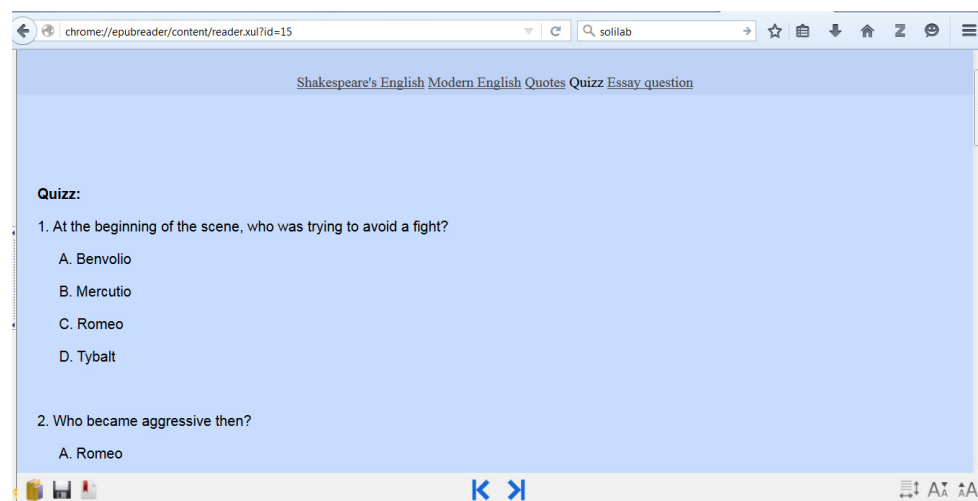 chrome://epubreader/content/reader.xul?id=15 solilab
Shakespeare's English Modern English Quotes Quizz Essay question
Quizz:
1. At the beginning of the scene, who was trying to avoid a fight?
A. Benvolio
B. Mercutio
C. Romeo
D. Tybalt
2. Who became aggressive then?
A. Romeo